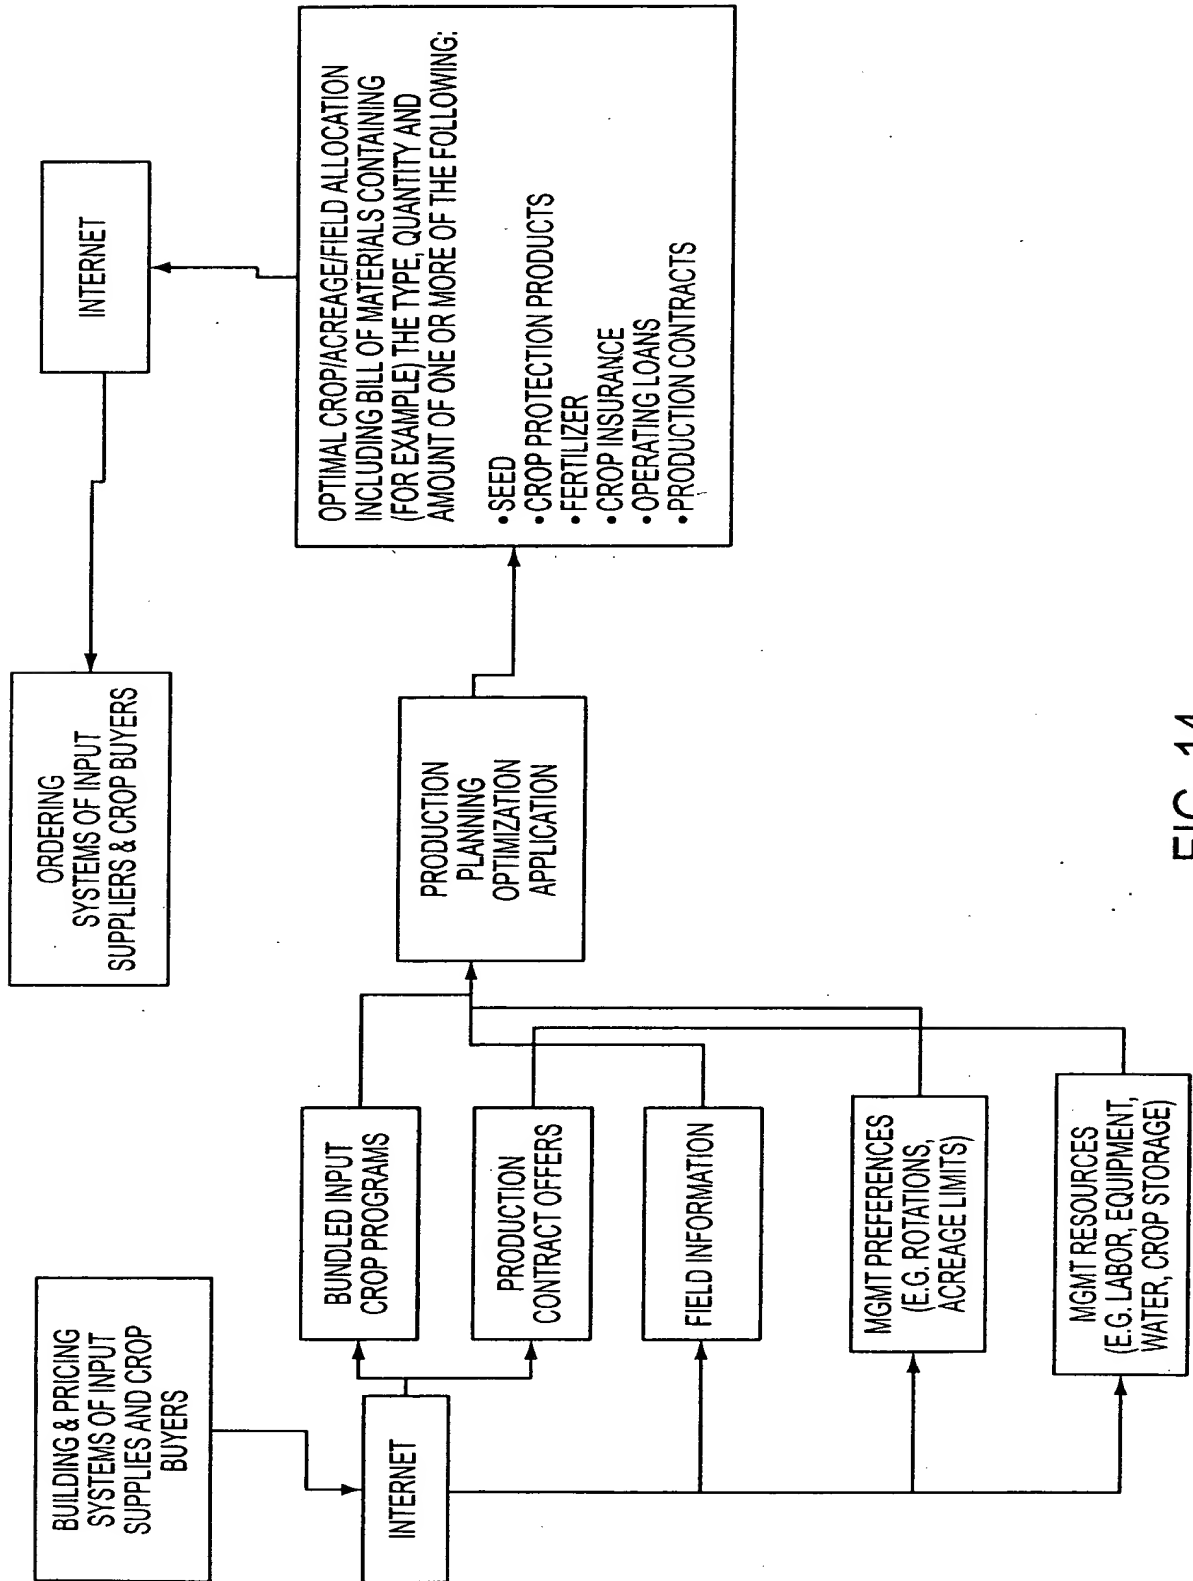 BUILDING & PRICING
SYSTEMS OF INPUT
SUPPLIES AND CROP
BUYERS
INTERNET
BUNDLED INPUT
CROP PROGRAMS
PRODUCTION
CONTRACT OFFERS
FIELD INFORMATION
MGMT PREFERENCES
(E.G. ROTATIONS,
ACREAGE LIMITS)
MGMT RESOURCES
(E.G. LABOR, EQUIPMENT,
WATER, CROP STORAGE)
PRODUCTION
PLANNING
OPTIMIZATION
APPLICATION
ORDERING
SYSTEMS OF INPUT
SUPPLIERS & CROP BUYERS
INTERNET
OPTIMAL CROP/ACREAGE/FIELD ALLOCATION
INCLUDING BILL OF MATERIALS CONTAINING
(FOR EXAMPLE) THE TYPE, QUANTITY AND
AMOUNT OF ONE OR MORE OF THE FOLLOWING:
• SEED
• CROP PROTECTION PRODUCTS
• FERTILIZER
• CROP INSURANCE
• OPERATING LOANS
• PRODUCTION CONTRACTS
FIG. 14